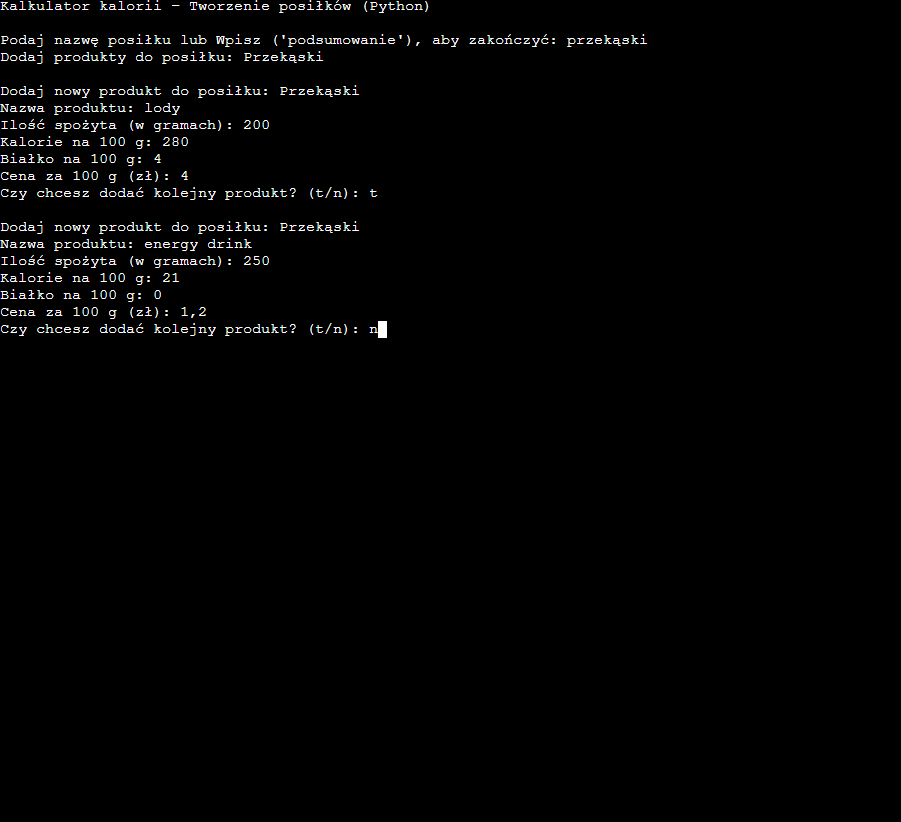 Kalkulator kalorii – Tworzenie posiłków (Python)
Podaj nazwę posiłku lub Wpisz ('podsumowanie'), aby zakończyć: przekąski
Dodaj produkty do posiłku: Przekąski
Dodaj nowy produkt do posiłku: Przekąski
Nazwa produktu: lody
Ilość spożyta (w gramach): 200
Kalorie na 100 g: 280
Białko na 100 g: 4
Cena za 100 g (zł): 4
Czy chcesz dodać kolejny produkt? (t/n): t
Dodaj nowy produkt do posiłku: Przekąski
Nazwa produktu: energy drink
Ilość spożyta (w gramach): 250
Kalorie na 100 g: 21
Białko na 100 g: 0
Cena za 100 g (zł): 1,2
Czy chcesz dodać kolejny produkt? (t/n): n